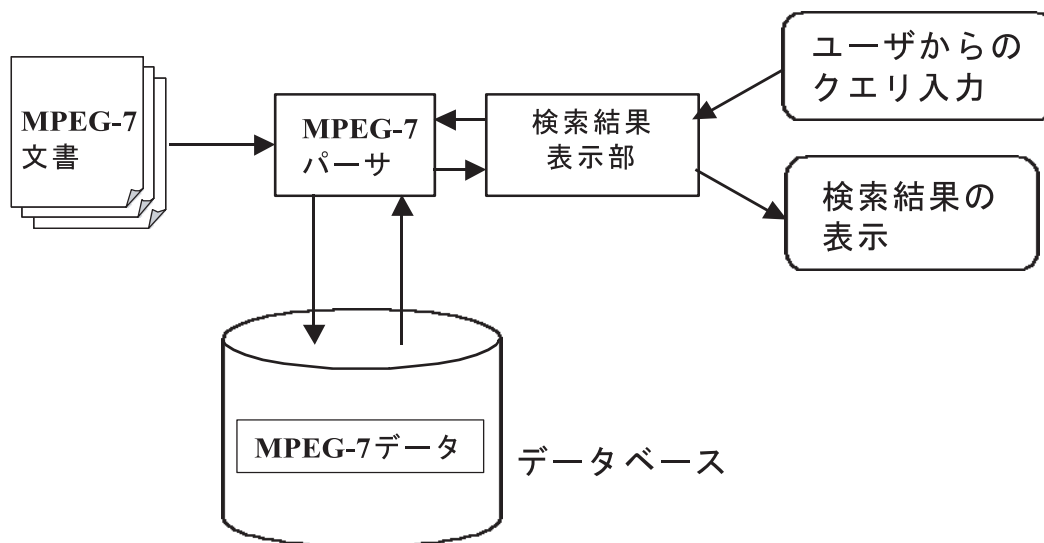 MPEG-7
文書
MPEG-7
パーサ
検索結果
表示部
ユーザからの
クエリ入力
検索結果の
表示
MPEG-7データ
データベース